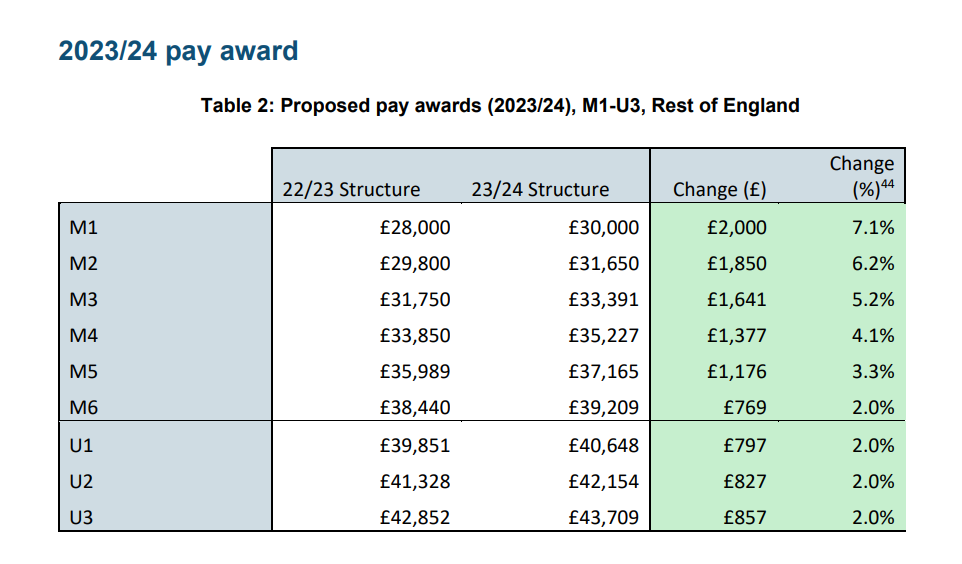 2023/24 pay award
Table 2: Proposed pay awards (2023/24), M1-U3, Rest of England
22/23 Structure 23/24 Structure Change (£) Change (%)44
M1 £28,000 £30,000 £2,000 7.1%
M2 £29,800 £31,650 £1,850 6.2%
M3 £31,750 £33,391 £1,641 5.2%
M4 £33,850 £35,227 £1,377 4.1%
M5 £35,989 £37,165 £1,176 3.3%
M6 £38,440 £39,209 £769 2.0%
U1 £39,851 £40,648 £797 2.0%
U2 £41,328 £42,154 £827 2.0%
U3 £42,852 £43,709 £857 2.0%